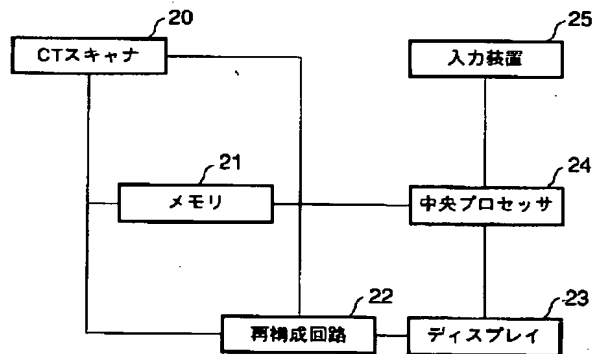 20
CTスキャナ
25
入力装置
21
メモリ
24
中央プロセッサ
22
再構成回路
23
ディスプレイ